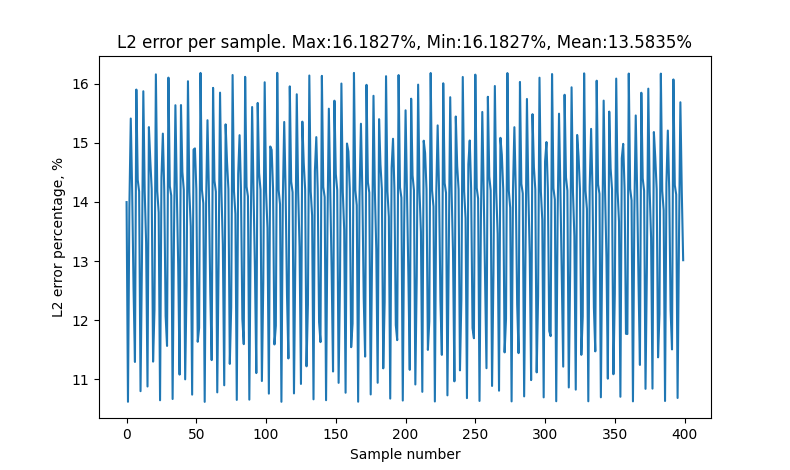 L2 error per sample. Max:16.1827%, Min:16.1827%, Mean:13.5835%
16
15
14
13
12
11
L2 error percentage, %
0 50 100 150 200 250 300 350 400
Sample number